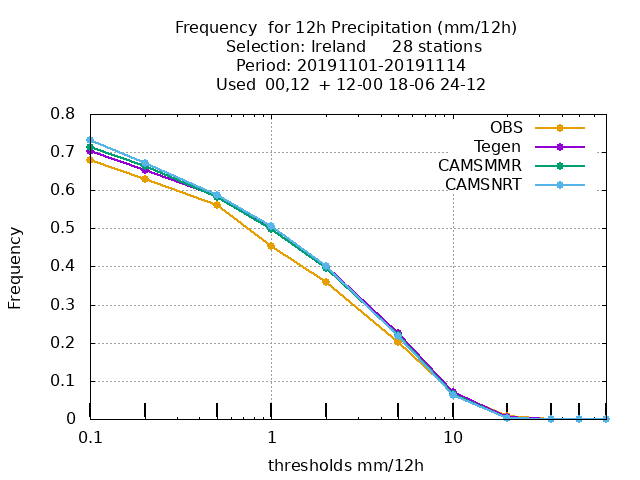 Frequency  for 12h Precipitation (mm/12h)
Selection: Ireland     28 stations
Period: 20191101-20191114
Used  00,12  + 12-00 18-06 24-12
OBS
Tegen
CAMSMMR
CAMSNRT
Frequency
0.8
0.7
0.6
0.5
0.4
0.3
0.2
0.1
0
0.1
1
10
thresholds mm/12h